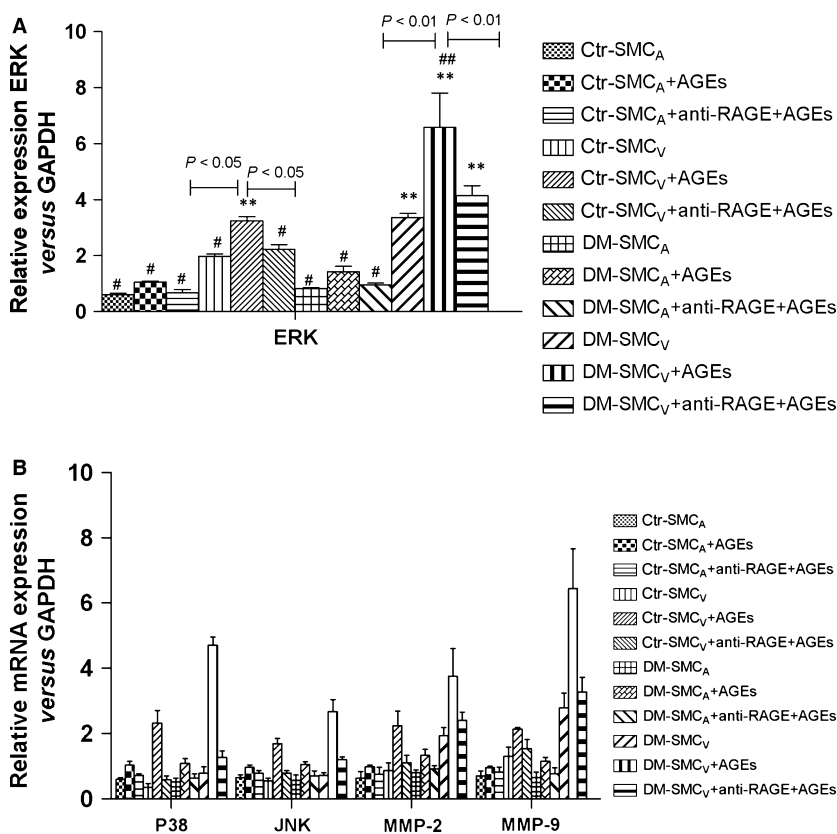 A
P < 0.01
P < 0.01
10
8
6
4
2
0
Relative expression ERK
versus GAPDH
##
**
**
**
P < 0.05
P < 0.05
**
#
#
#
#
#
#
#
#
ERK
Ctr-SMCA
Ctr-SMCA+AGEs
Ctr-SMCA+anti-RAGE+AGEs
Ctr-SMCV
Ctr-SMCV+AGEs
Ctr-SMCV+anti-RAGE+AGEs
DM-SMCA
DM-SMCA+AGEs
DM-SMCA+anti-RAGE+AGEs
DM-SMCV
DM-SMCV+AGEs
DM-SMCV+anti-RAGE+AGEs
B
10
8
6
4
2
0
Relative mRNA expression
versus GAPDH
P38 JNK MMP-2 MMP-9
Ctr-SMCA
Ctr-SMCA+AGEs
Ctr-SMCA+anti-RAGE+AGEs
Ctr-SMCV
Ctr-SMCV+AGEs
Ctr-SMCV+anti-RAGE+AGEs
DM-SMCA
DM-SMCA+AGEs
DM-SMCA+anti-RAGE+AGEs
DM-SMCV
DM-SMCV+AGEs
DM-SMCV+anti-RAGE+AGEs